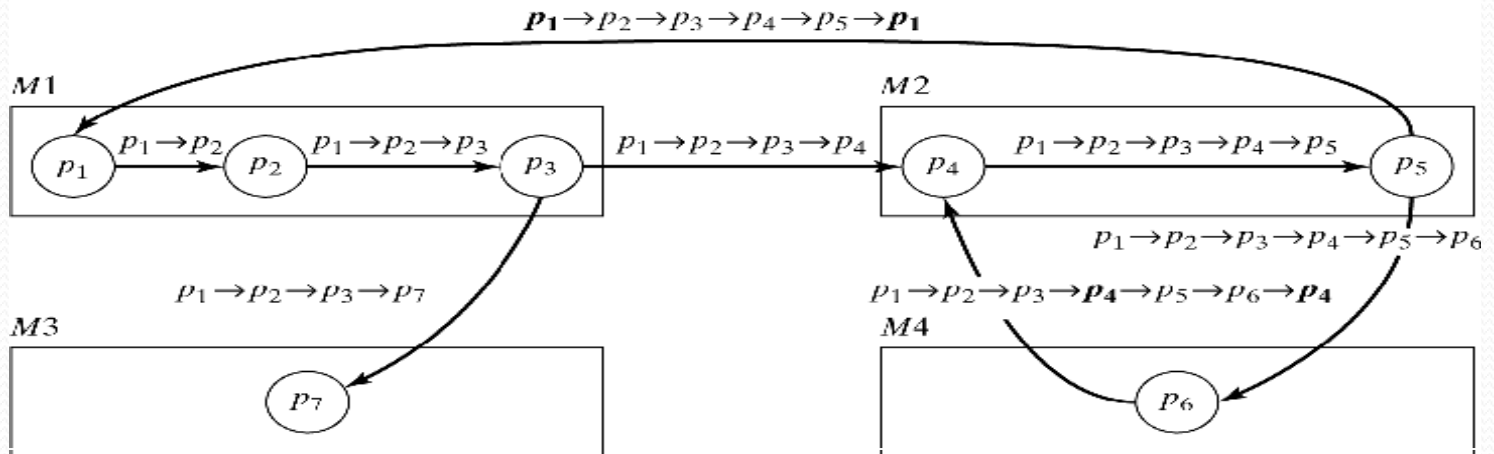 p₁→p₂→p₃→p₄→p₅→p₁
M1
M2
p₁→p₂
p₁→p₂→p₃
p₁→p₂→p₃→p₄
p₁→p₂→p₃→p₄→p₅
p₁
p₂
p₃
p₄
p₅
p₁→p₂→p₃→p₄→p₅→p₆
p₁→p₂→p₃→p₇
p₁→p₂→p₃→p₄→p₅→p₆→p₄
M3
M4
p₇
p₆